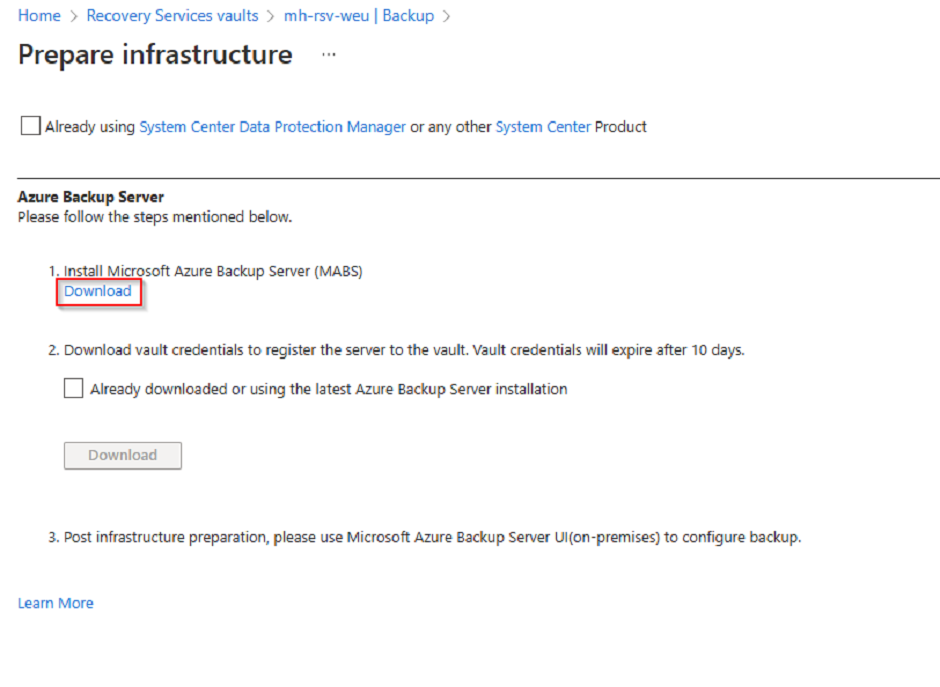 Home > Recovery Services vaults > mh-rsv-weu | Backup >
Prepare infrastructure ...
Already using System Center Data Protection Manager or any other System Center Product
Azure Backup Server
Please follow the steps mentioned below.
1. Install Microsoft Azure Backup Server (MABS)
Download
2. Download vault credentials to register the server to the vault. Vault credentials will expire after 10 days.
Already downloaded or using the latest Azure Backup Server installation
Download
3. Post infrastructure preparation, please use Microsoft Azure Backup Server UI(on-premises) to configure backup.
Learn More